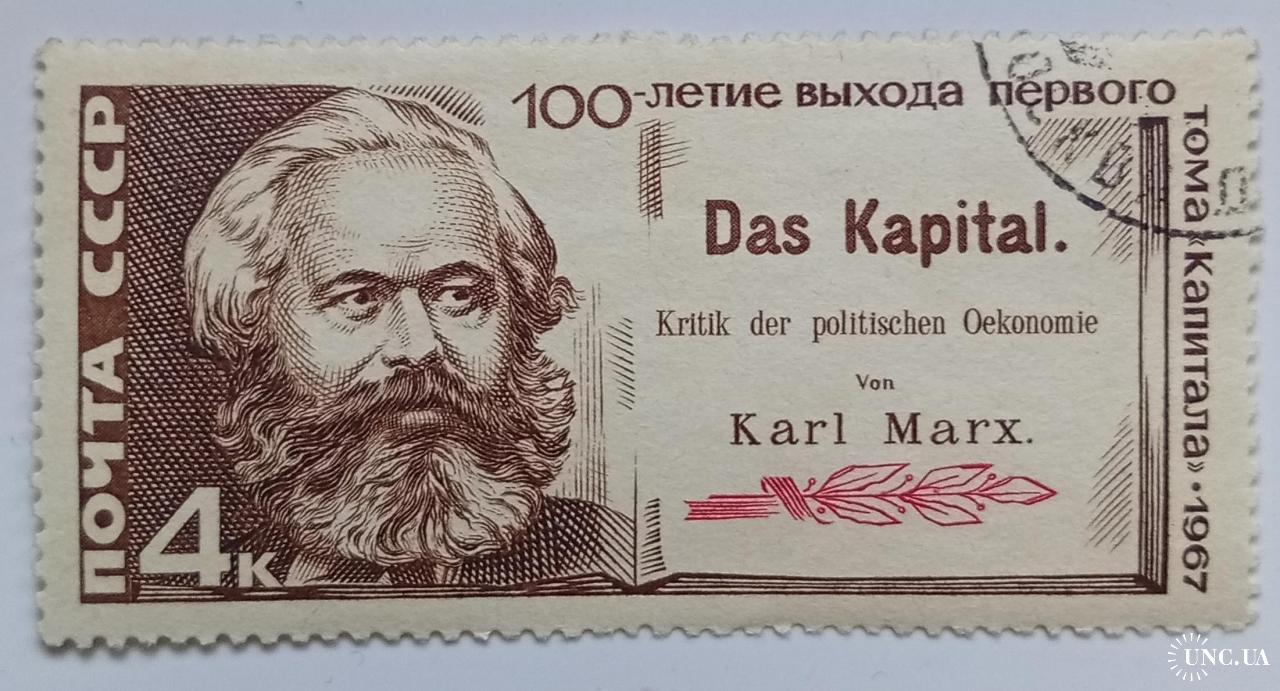 ПОЧТА СССР
4к
100-летие выхода первого
тома «Капитала» • 1967
Das Kapital.
Kritik der politischen Oekonomie
Von
Karl Marx.
UNC.UA